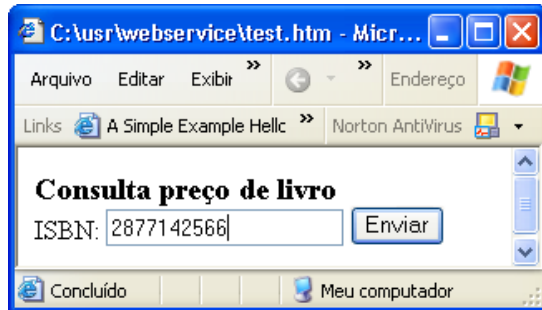 C:\usr\webservice\test.htm - Micr...
Arquivo Editar Exibir » » Endereço
Links A Simple Example Hellc » Norton AntiVirus
Consulta preço de livro
ISBN: 2877142566 Enviar
Concluído Meu computador